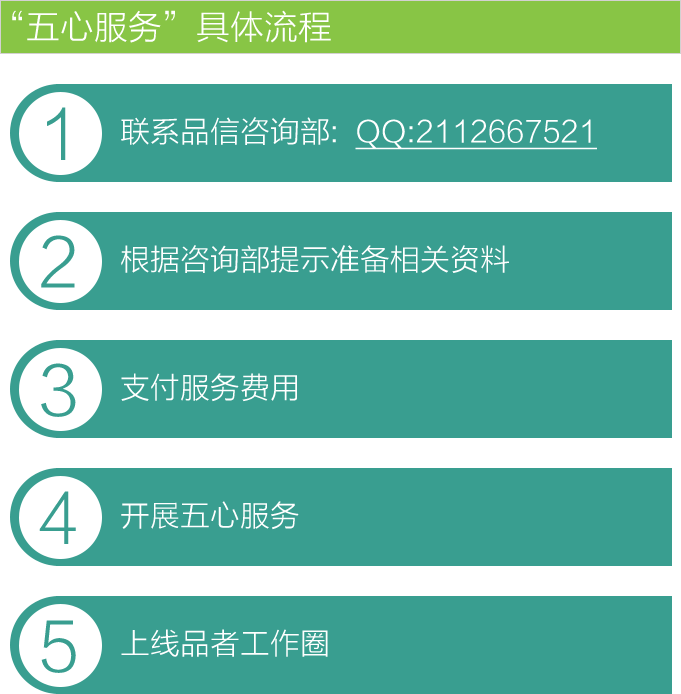 “五心服务”具体流程
1 联系品信咨询部: QQ:2112667521
2 根据咨询部提示准备相关资料
3 支付服务费用
4 开展五心服务
5 上线品者工作圈